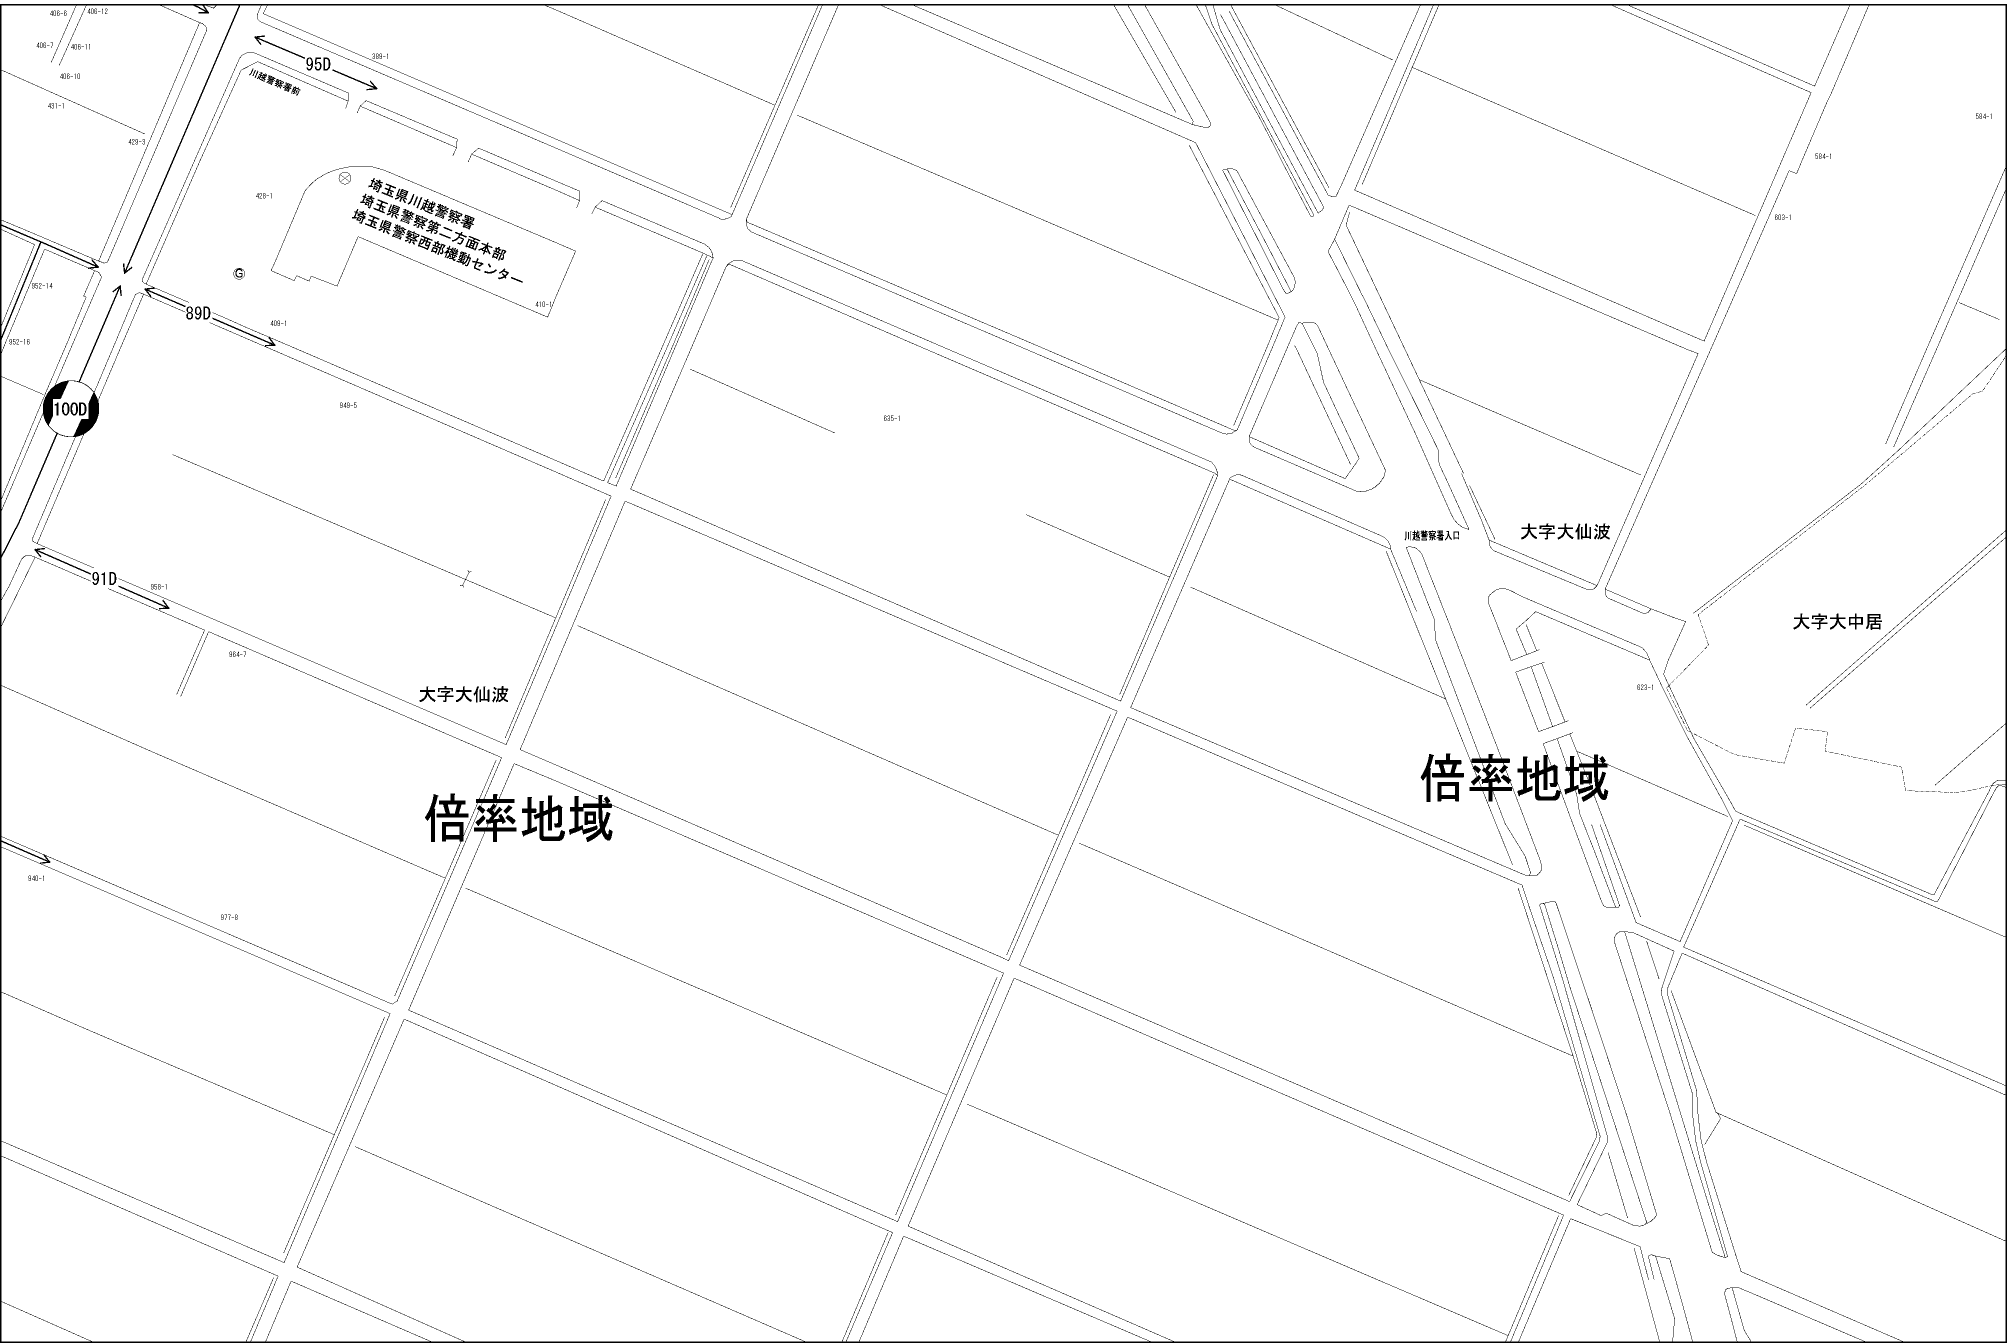 406-6
406-12
406-7
406-11
406-10
431-1
429-3
95D
389-1
川越警察署前
584-1
584-1
603-1
428-1
埼玉県川越警察署
埼玉県警察第二方面本部
埼玉県警察西部機動センター
G
410-1
952-14
89D
409-1
952-16
100D
949-5
635-1
川越警察署入口
大字大仙波
91D
958-1
大字大中居
964-7
大字大仙波
623-1
倍率地域
倍率地域
940-1
977-8